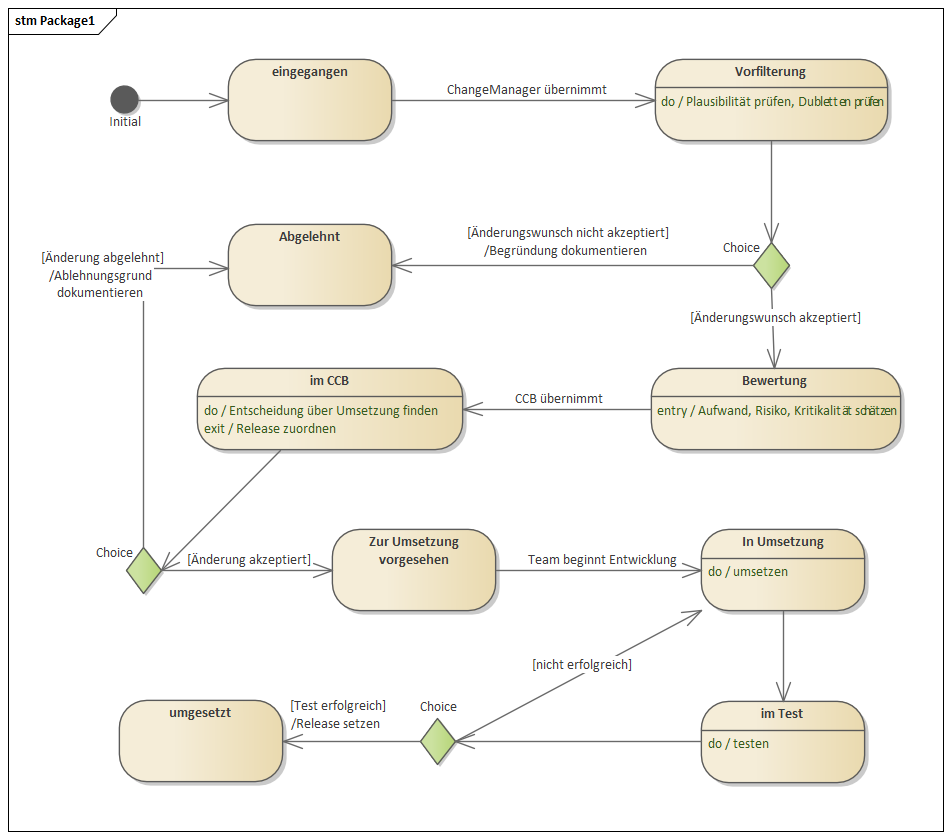 stm Package1
eingegangen
ChangeManager übernimmt
Vorfilterung
do / Plausibilität prüfen, Dubletten prüfen
Initial
Abgelehnt
[Änderungswunsch nicht akzeptiert]
/Begründung dokumentieren
Choice
[Änderung abgelehnt]
/Ablehnungsgrund
dokumentieren
[Änderungswunsch akzeptiert]
im CCB
do / Entscheidung über Umsetzung finden
exit / Release zuordnen
CCB übernimmt
Bewertung
entry / Aufwand, Risiko, Kritikalität schätzen
Choice
[Änderung akzeptiert]
Zur Umsetzung
vorgesehen
Team beginnt Entwicklung
In Umsetzung
do / umsetzen
[nicht erfolgreich]
umgesetzt
[Test erfolgreich]
/Release setzen
Choice
im Test
do / testen